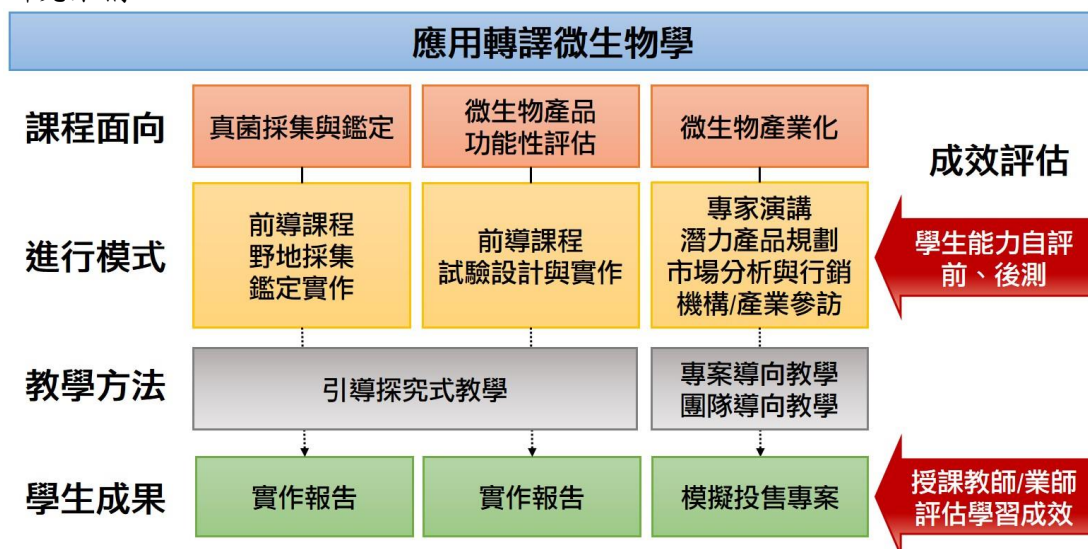 應用轉譯微生物學
課程面向
真菌採集與鑑定
微生物產品
功能性評估
微生物產業化
成效評估
進行模式
前導課程
野地採集
鑑定實作
前導課程
試驗設計與實作
專家演講
潛力產品規劃
市場分析與行銷
機構/產業參訪
學生能力自評
前、後測
教學方法
引導探究式教學
專案導向教學
團隊導向教學
學生成果
實作報告
實作報告
模擬投售專案
授課教師/業師
評估學習成效